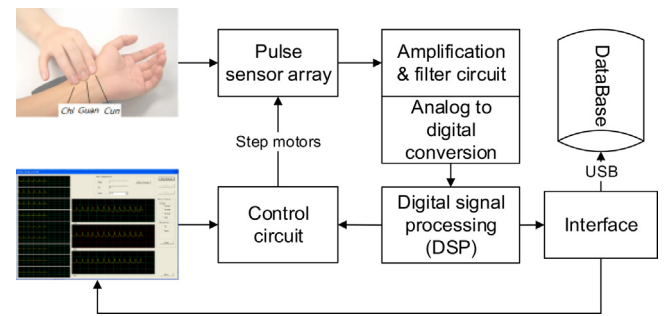 Chi Guan Cun
Pulse
sensor array
Amplification
& filter circuit
Analog to
digital
conversion
DataBase
Step motors
USB
Control
circuit
Digital signal
processing
(DSP)
Interface